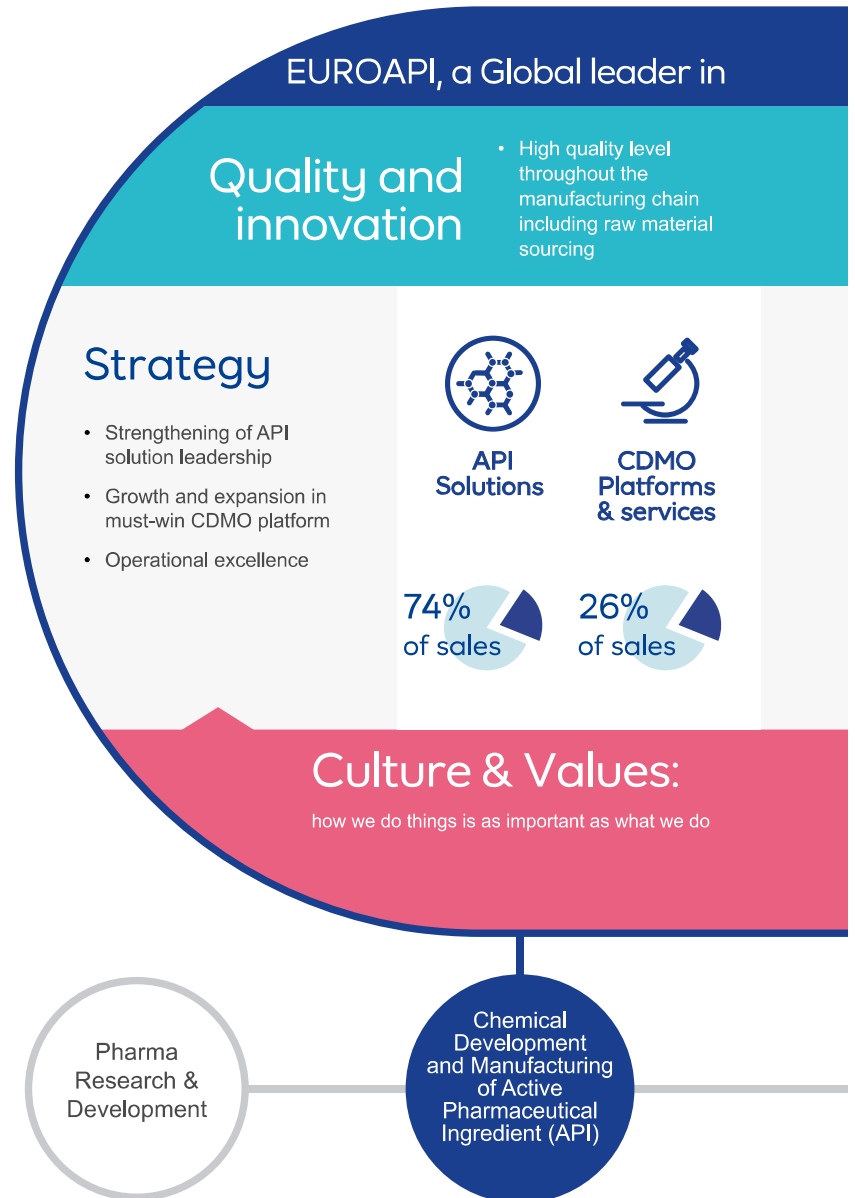 EUROAPI, a Global leader in
Quality and
innovation
• High quality level
throughout the
manufacturing chain
including raw material
sourcing
Strategy
• Strengthening of API
solution leadership
• Growth and expansion in
must-win CDMO platform
• Operational excellence
API
Solutions
CDMO
Platforms
& services
74%
of sales
26%
of sales
Culture & Values:
how we do things is as important as what we do
Pharma
Research &
Development
Chemical
Development
and Manufacturing
of Active
Pharmaceutical
Ingredient (API)